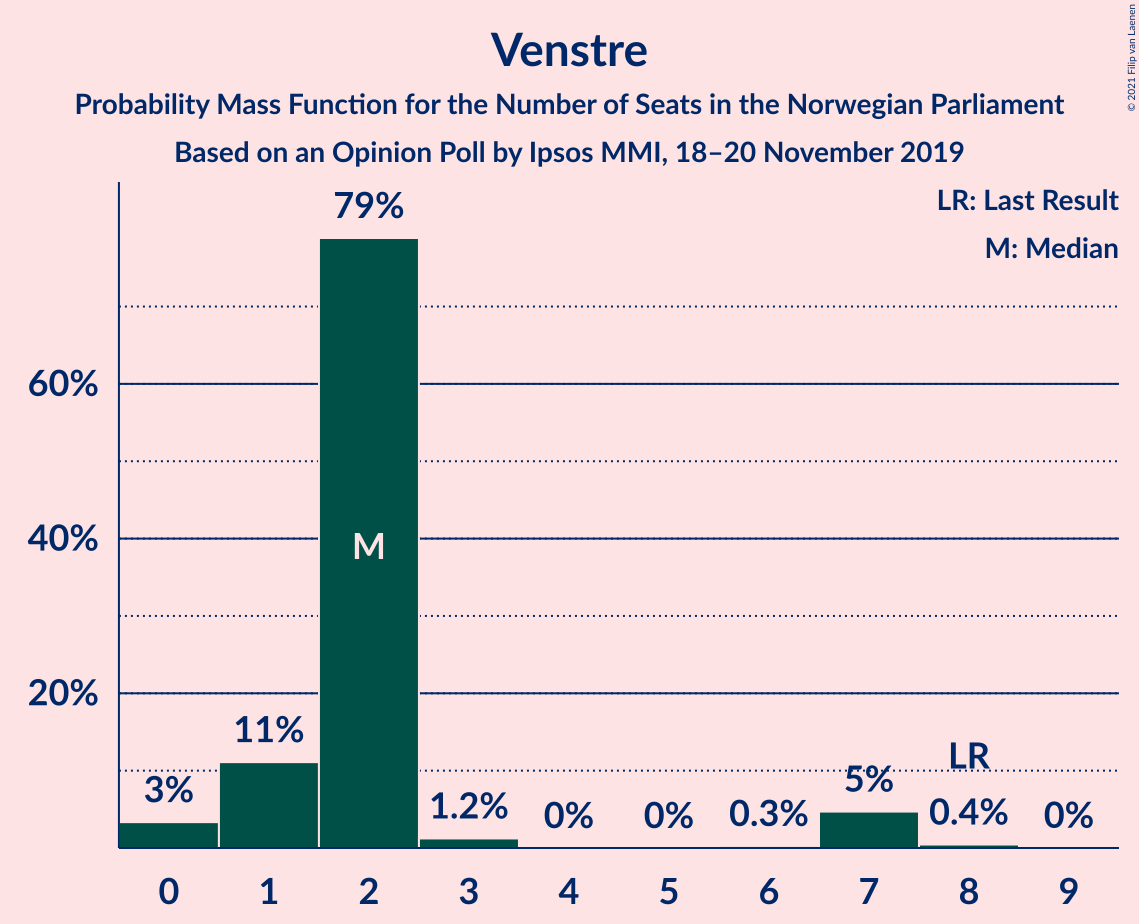 Venstre
Probability Mass Function for the Number of Seats in the Norwegian Parliament
Based on an Opinion Poll by Ipsos MMI, 18–20 November 2019
© 2021 Filip van Laenen
LR: Last Result
M: Median
60%
40%
20%
3%
11%
79%
M
1.2%
0%
0%
0.3%
5%
LR
0.4%
0%
0 1 2 3 4 5 6 7 8 9